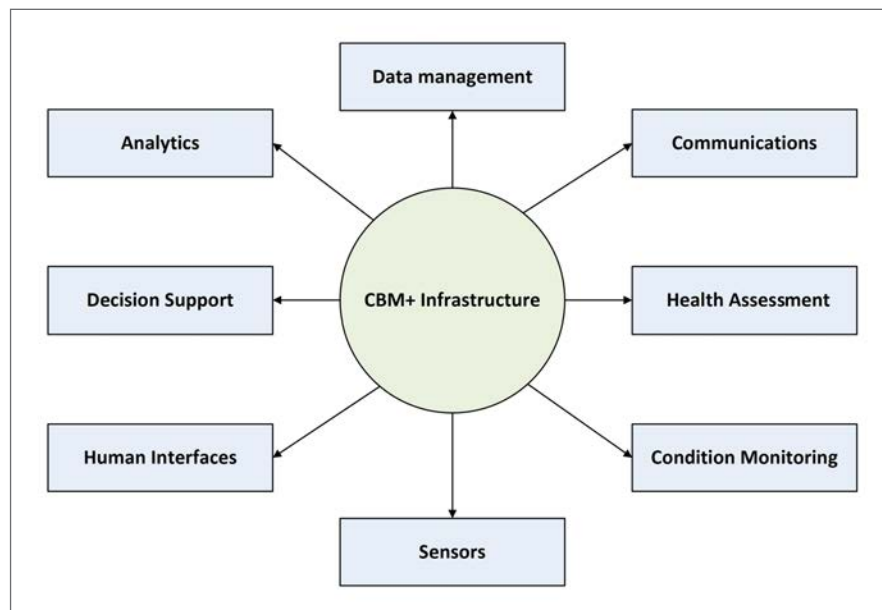 Data management
Analytics
Communications
Decision Support
CBM+ Infrastructure
Health Assessment
Human Interfaces
Condition Monitoring
Sensors